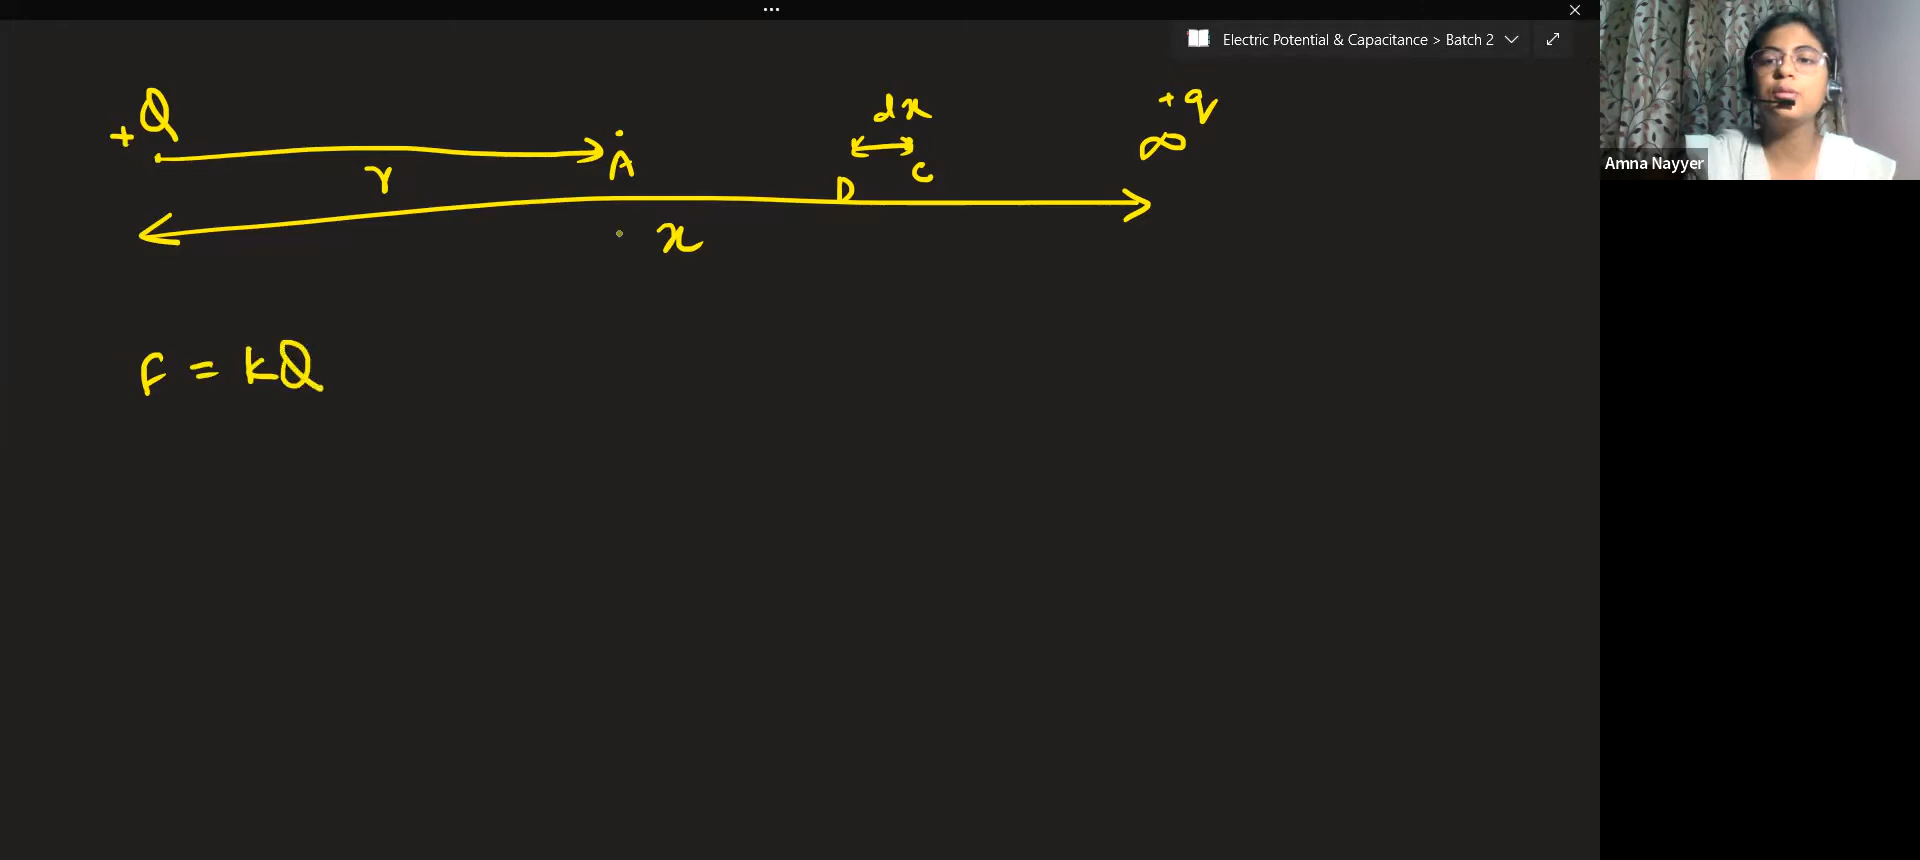 Electric Potential & Capacitance > Batch 2
Amna Nayyer
+Q
r
A
dx
D
C
+q
∞
x
F = kQ